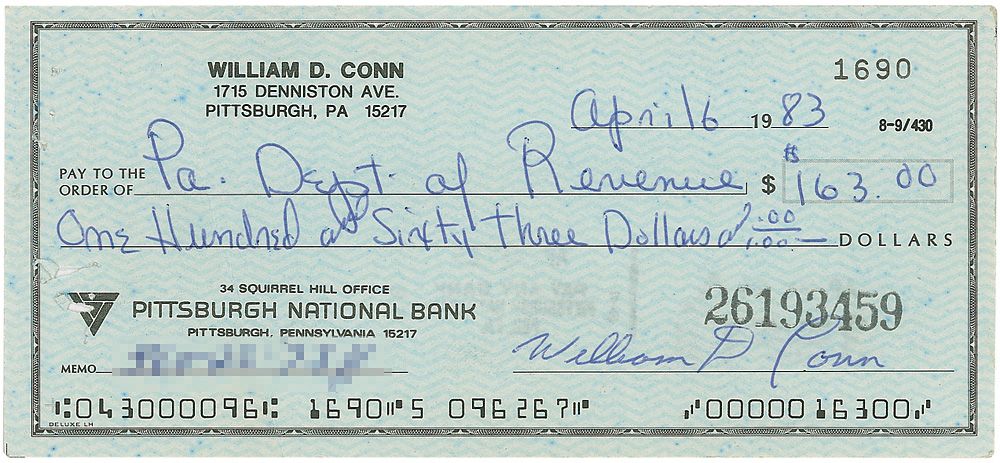 WILLIAM D. CONN
1715 DENNISTON AVE.
PITTSBURGH, PA 15217
1690
April 6 1983
8-9/430
PAY TO THE
ORDER OF Pa. Dept. of Revenue $ $163.00
One Hundred and Sixty Three Dollars DOLLARS
34 SQUIRREL HILL OFFICE
PITTSBURGH NATIONAL BANK
PITTSBURGH, PENNSYLVANIA 15217
26193459
MEMO
William D Conn
⑆043000096⑆ 1690⑈5 096267⑈ ⑇0000016300⑇
DELUXE LH